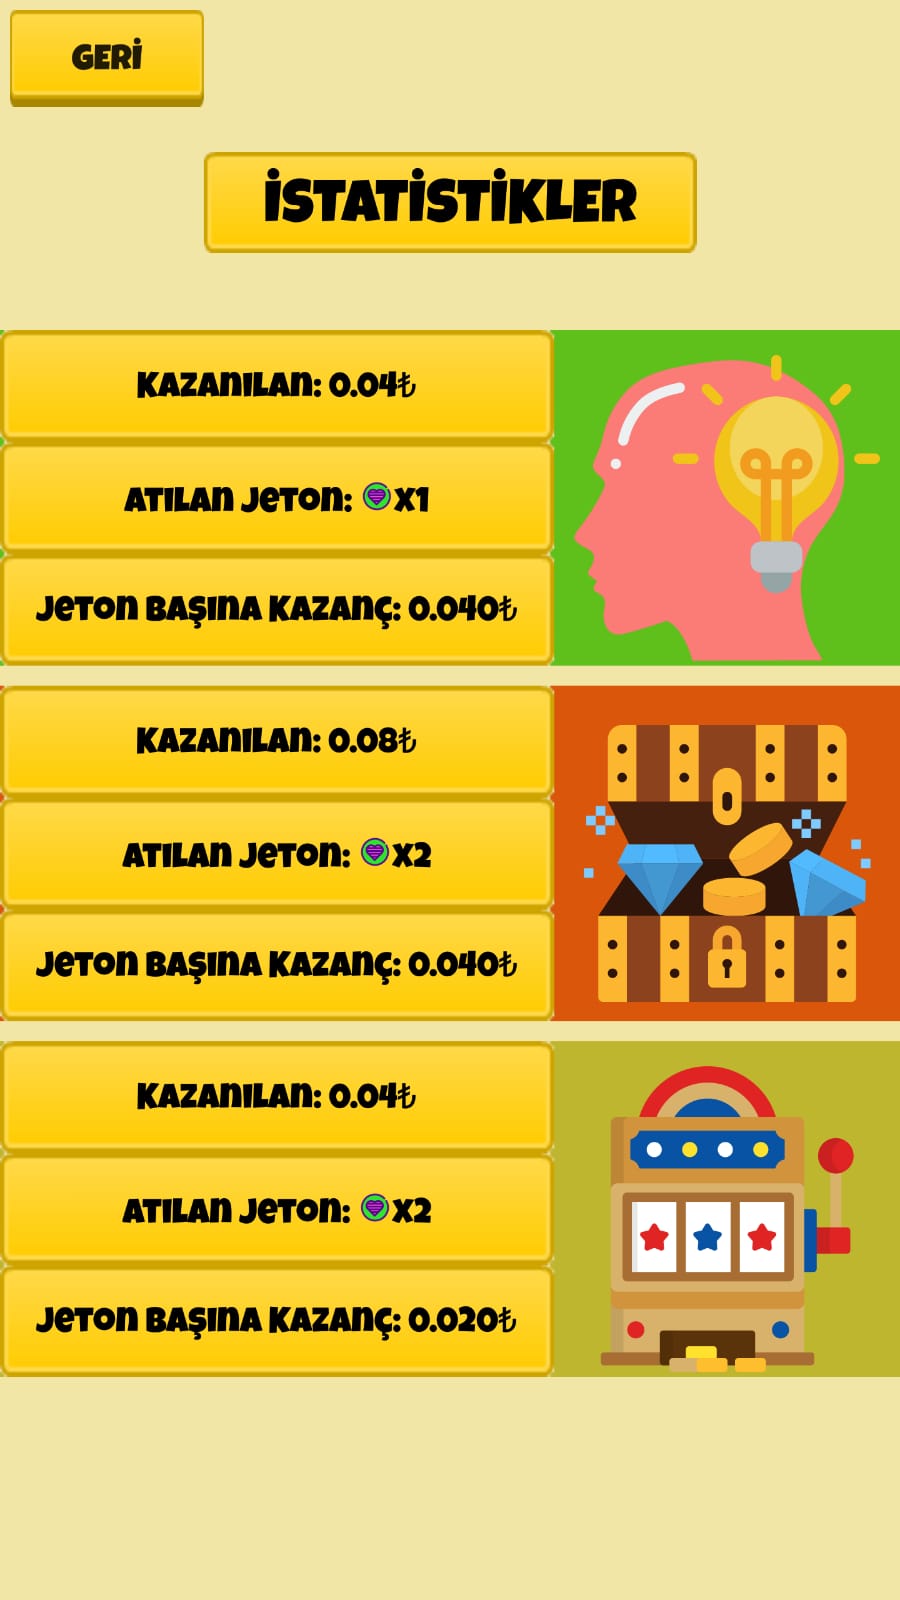 GERİ
İSTATİSTİKLER
KAZANILAN: 0.04₺
ATILAN JETON: X1
JETON BAŞINA KAZANÇ: 0.040₺
KAZANILAN: 0.08₺
ATILAN JETON: X2
JETON BAŞINA KAZANÇ: 0.040₺
KAZANILAN: 0.04₺
ATILAN JETON: X2
JETON BAŞINA KAZANÇ: 0.020₺